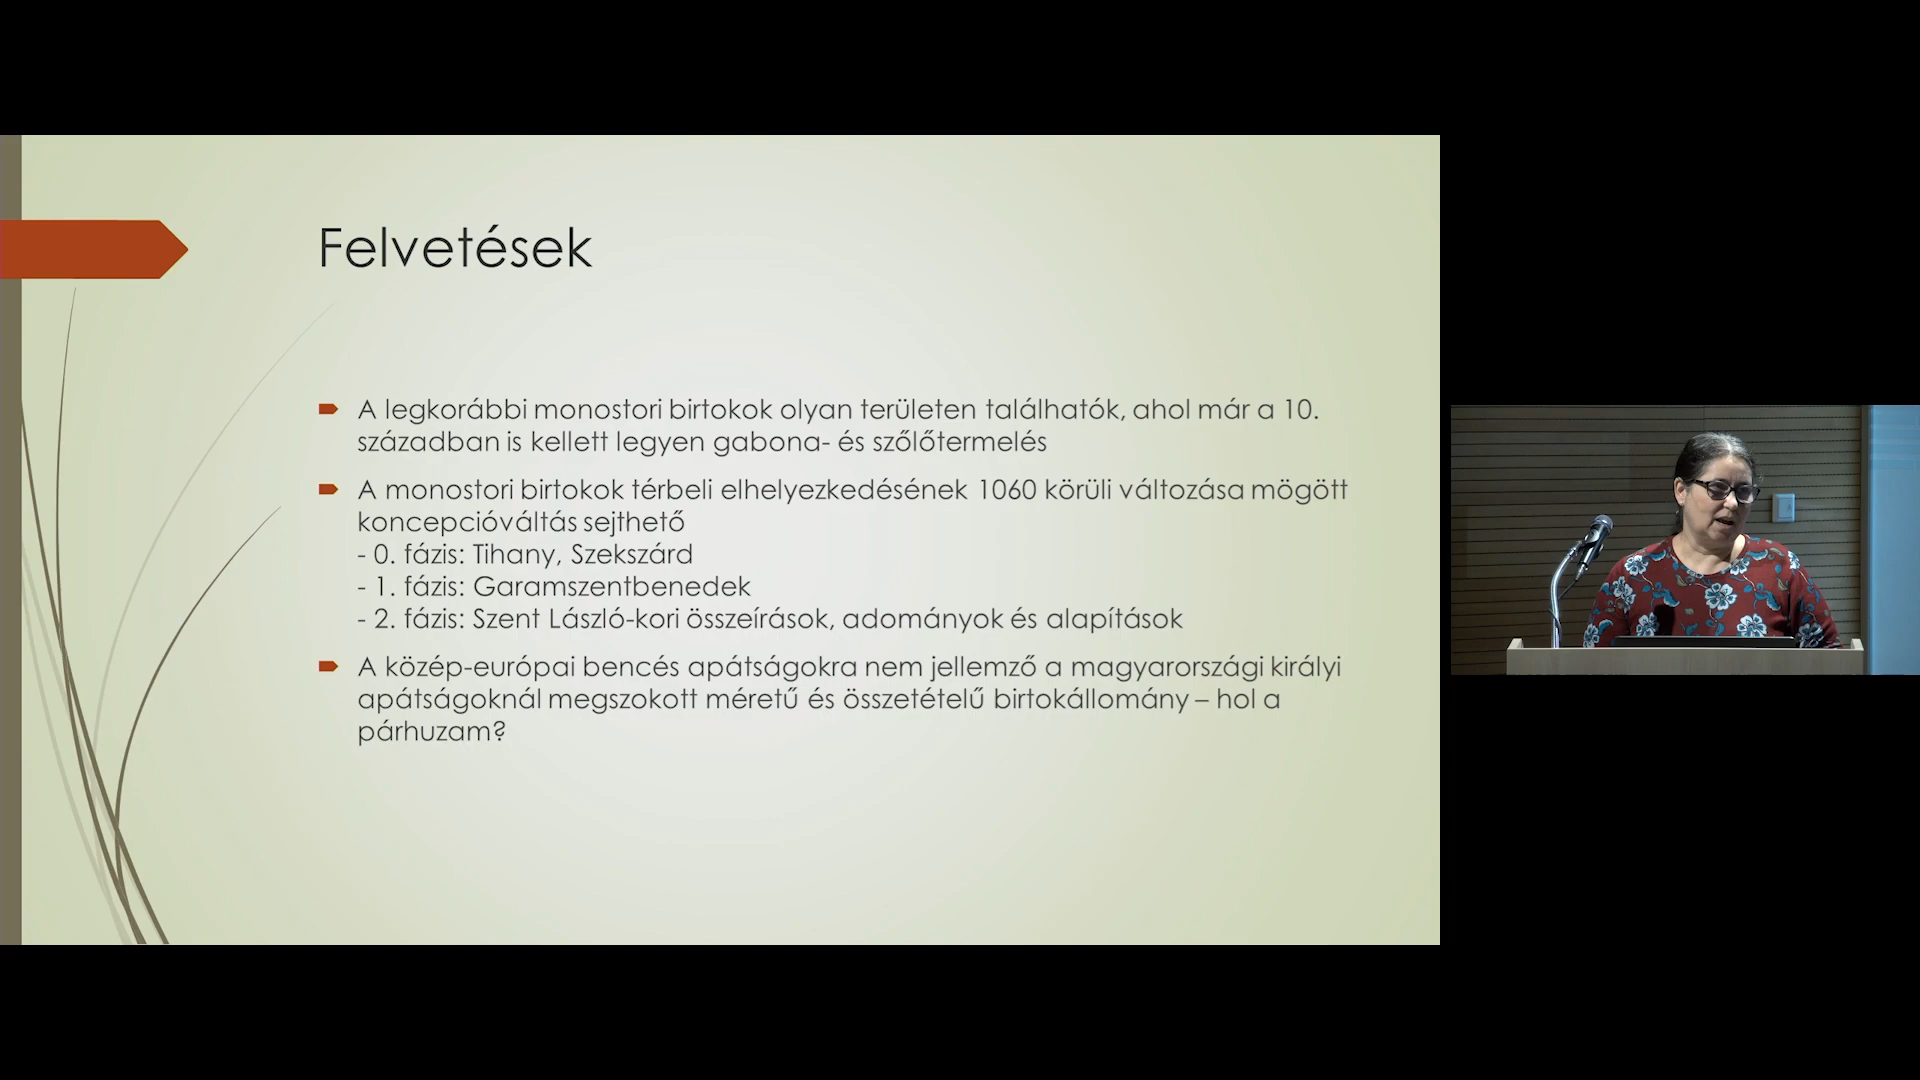 Felvetések
A legkorábbi monostori birtokok olyan területen találhatók, ahol már a 10.
században is kellett legyen gabona- és szőlőtermelés
A monostori birtokok térbeli elhelyezkedésének 1060 körüli változása mögött
koncepcióváltás sejthető
- 0. fázis: Tihany, Szekszárd
- 1. fázis: Garamszentbenedek
- 2. fázis: Szent László-kori összeírások, adományok és alapítások
A közép-európai bencés apátságokra nem jellemző a magyarországi királyi
apátságoknál megszokott méretű és összetételű birtokállomány – hol a
párhuzam?